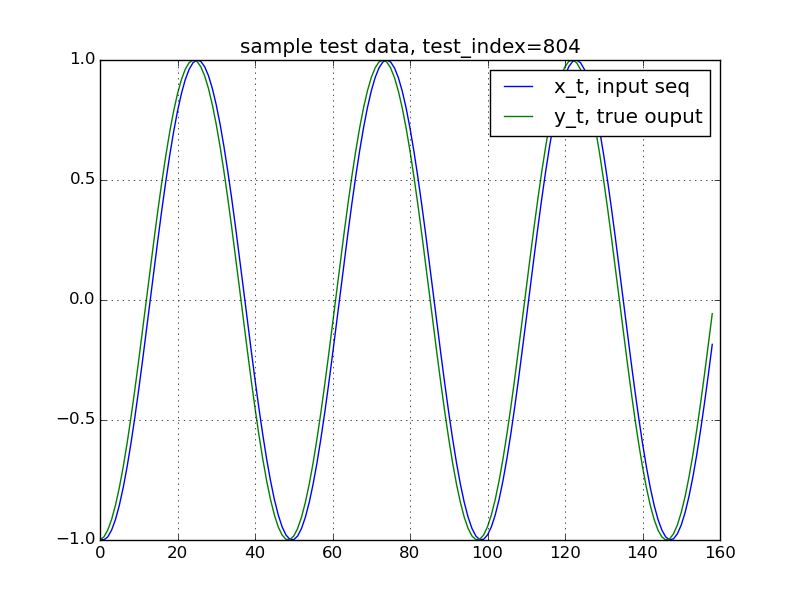 sample test data, test_index=804
1.0
0.5
0.0
−0.5
−1.0
x_t, input seq
y_t, true ouput
0 20 40 60 80 100 120 140 160